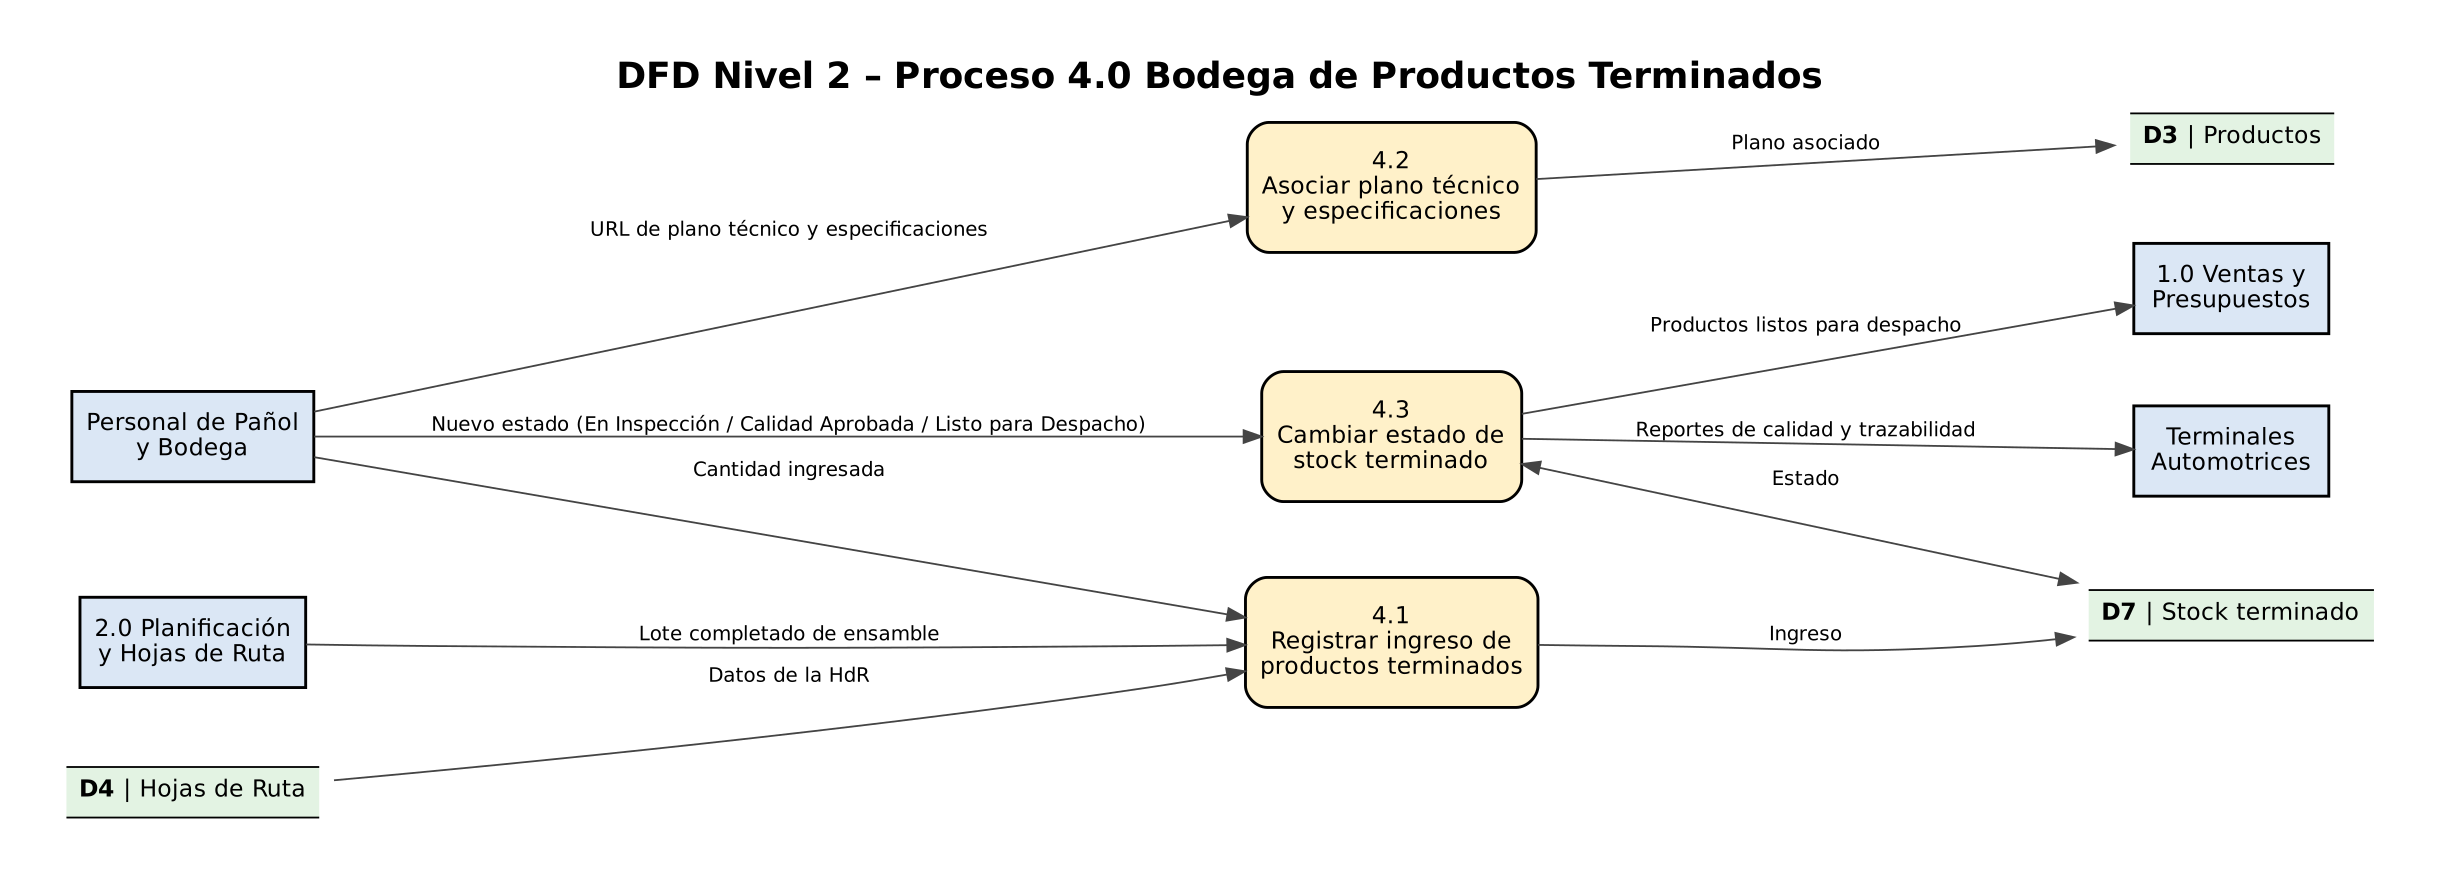 DFD Nivel 2 – Proceso 4.0 Bodega de Productos Terminados
D3 | Productos
Plano asociado
4.2
Asociar plano técnico
y especificaciones
URL de plano técnico y especificaciones
1.0 Ventas y
Presupuestos
Productos listos para despacho
Personal de Pañol
y Bodega
Nuevo estado (En Inspección / Calidad Aprobada / Listo para Despacho)
4.3
Cambiar estado de
stock terminado
Reportes de calidad y trazabilidad
Terminales
Automotrices
Cantidad ingresada
Estado
2.0 Planificación
y Hojas de Ruta
Lote completado de ensamble
4.1
Registrar ingreso de
productos terminados
Ingreso
D7 | Stock terminado
Datos de la HdR
D4 | Hojas de Ruta